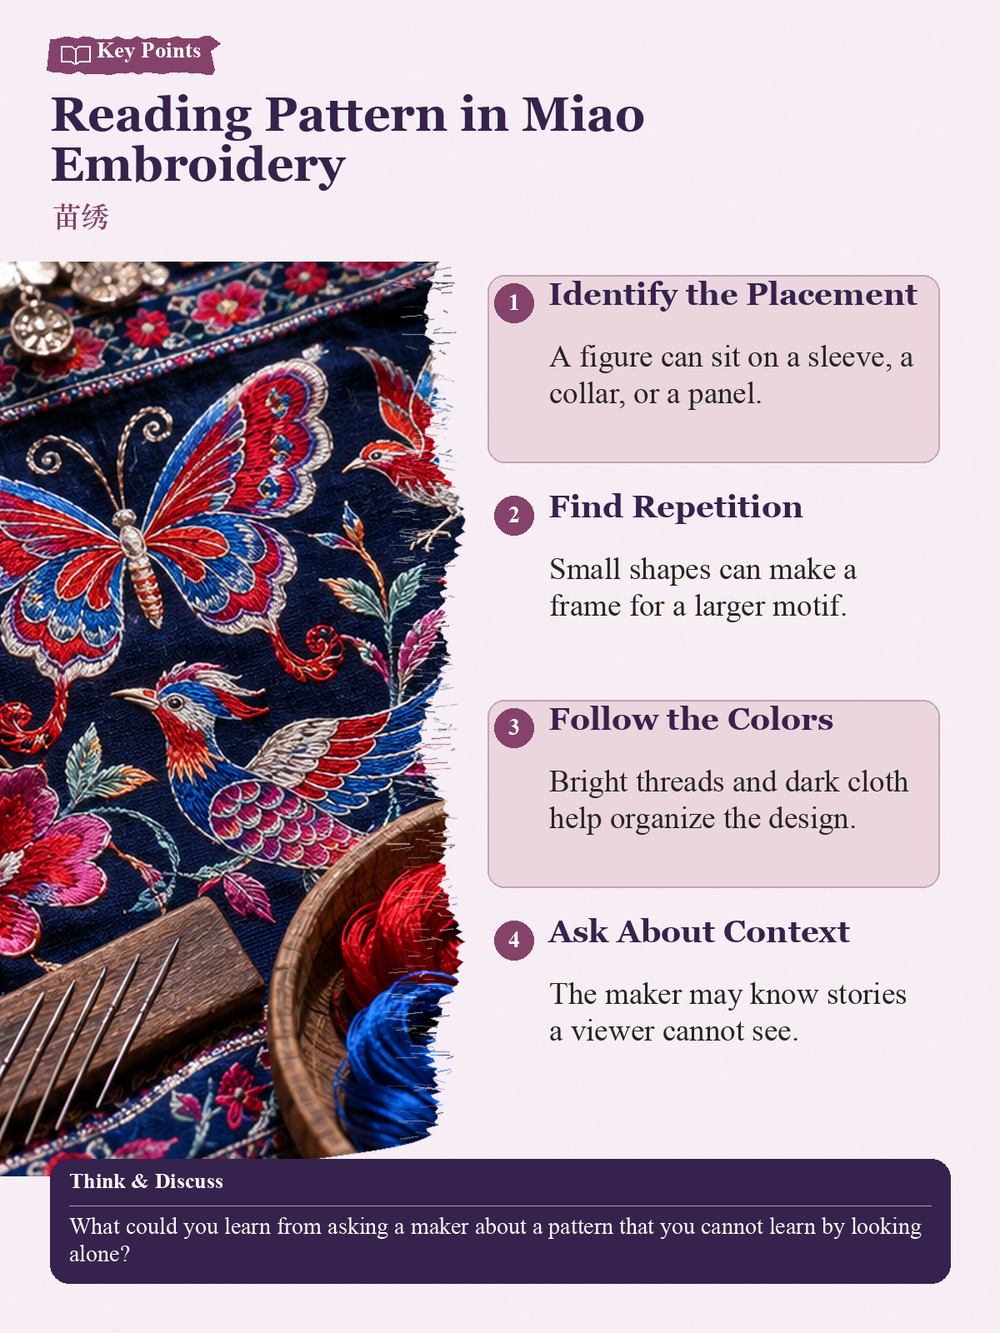 Key Points
Reading Pattern in Miao
Embroidery
苗绣
1 Identify the Placement
A figure can sit on a sleeve, a
collar, or a panel.
2 Find Repetition
Small shapes can make a
frame for a larger motif.
3 Follow the Colors
Bright threads and dark cloth
help organize the design.
4 Ask About Context
The maker may know stories
a viewer cannot see.
Think & Discuss
What could you learn from asking a maker about a pattern that you cannot learn by looking
alone?